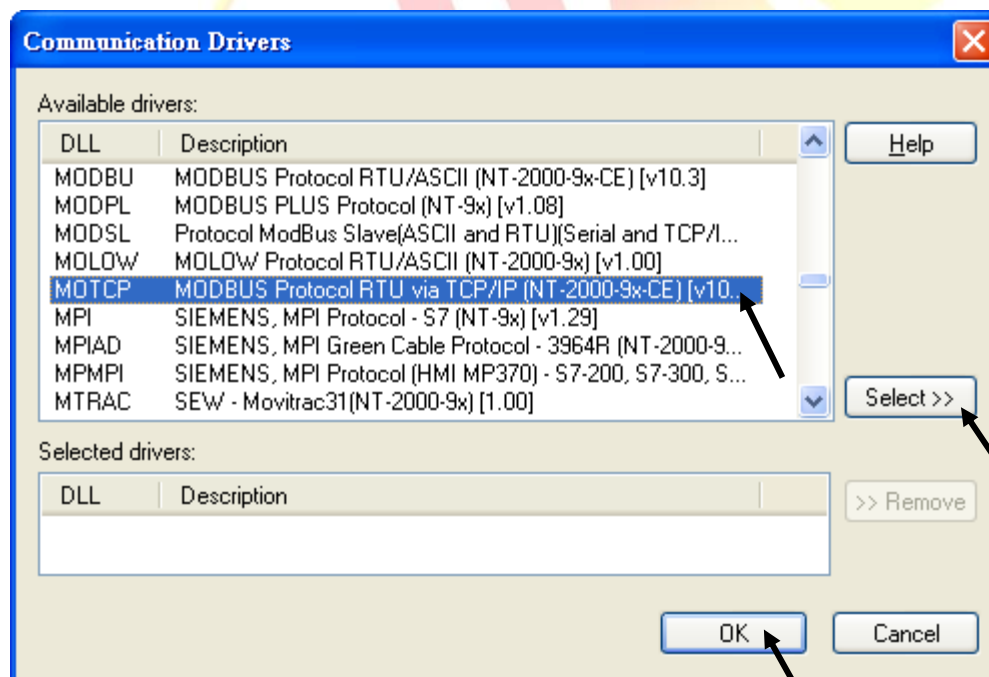 Communication Drivers
Available drivers:
DLL Description
Help
MODBU MODBUS Protocol RTU/ASCII (NT-2000-9x-CE) [v10.3]
MODPL MODBUS PLUS Protocol (NT-9x) [v1.08]
MODSL Protocol ModBus Slave(ASCII and RTU)(Serial and TCP/I...
MOLOW MOLOW Protocol RTU/ASCII (NT-2000-9x) [v1.00]
MOTCP MODBUS Protocol RTU via TCP/IP (NT-2000-9x-CE) [v10...
MPI SIEMENS, MPI Protocol - S7 (NT-9x) [v1.29]
MPIAD SIEMENS, MPI Green Cable Protocol - 3964R (NT-2000-9...
MPMPI SIEMENS, MPI Protocol (HMI MP370) - S7-200, S7-300, S...
MTRAC SEW - Movitrac31(NT-2000-9x) [1.00]
Select >>
Selected drivers:
DLL Description
>> Remove
OK Cancel